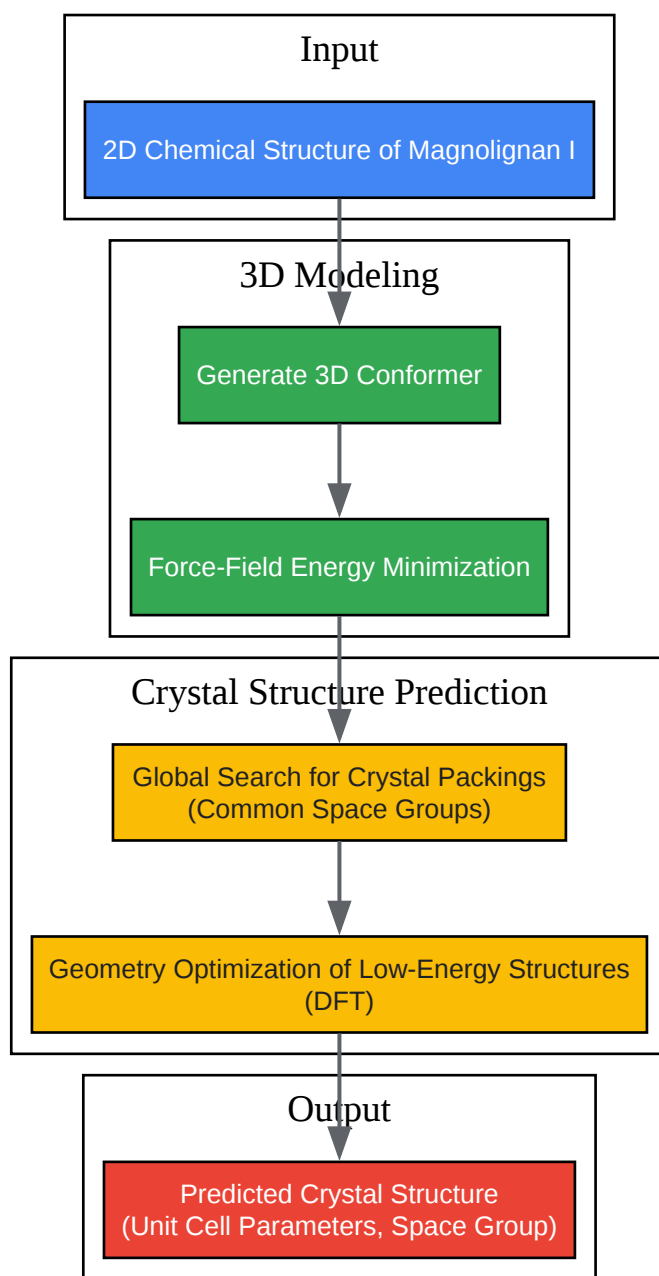 Input
2D Chemical Structure of Magnolignan I
3D Modeling
Generate 3D Conformer
Force-Field Energy Minimization
Crystal Structure Prediction
Global Search for Crystal Packings
(Common Space Groups)
Geometry Optimization of Low-Energy Structures
(DFT)
Output
Predicted Crystal Structure
(Unit Cell Parameters, Space Group)